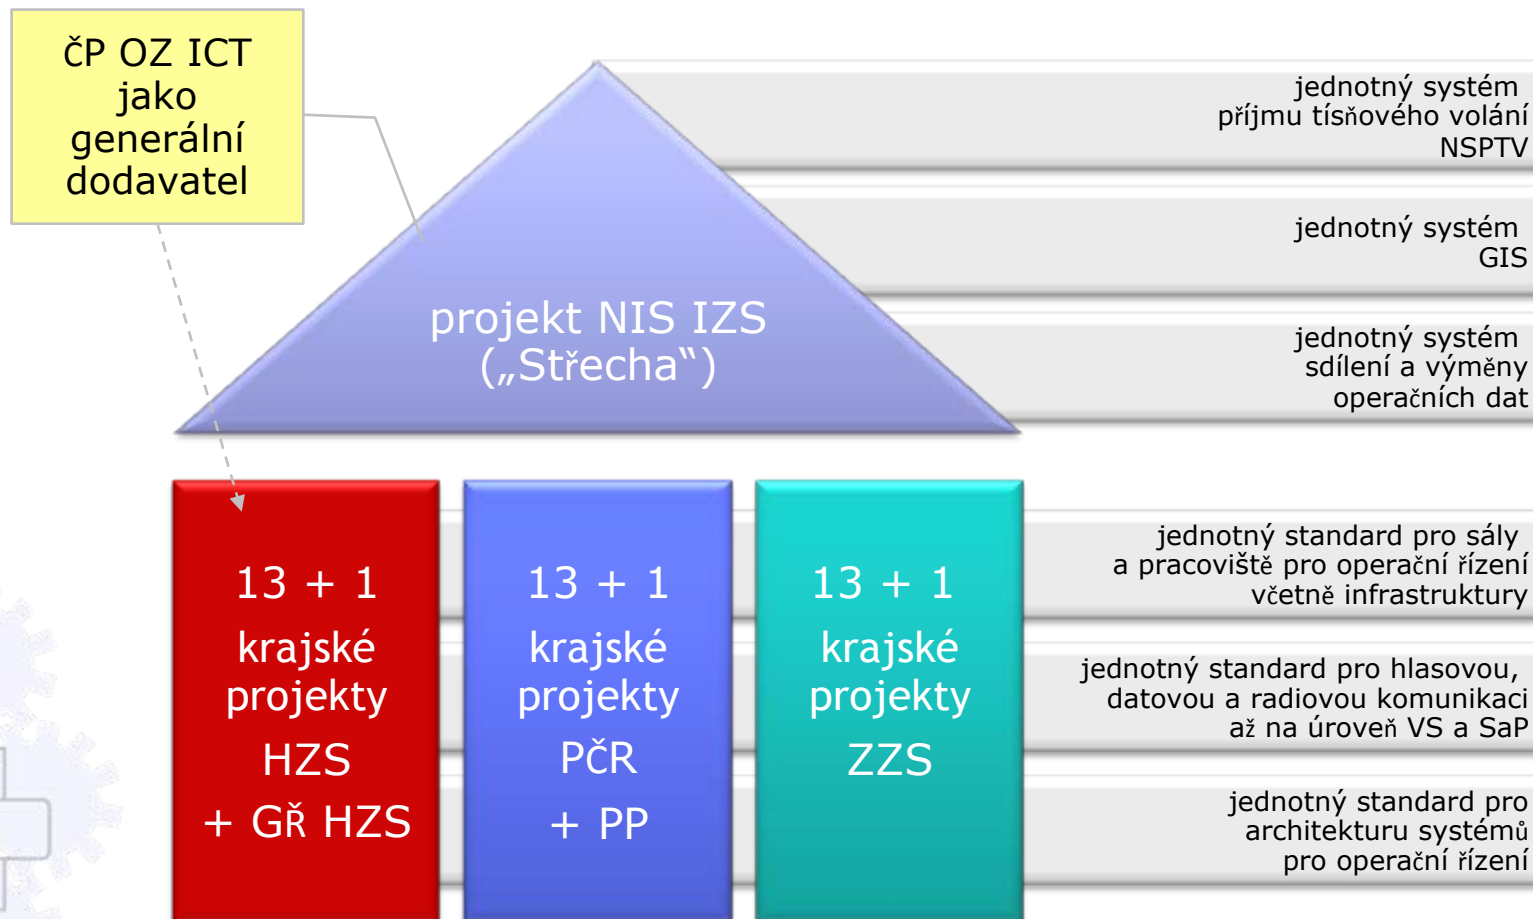 čP OZ ICT
jako
generální
dodavatel
jednotný systém
příjmu tísňového volání
NSPTV
jednotný systém
GIS
projekt NIS IZS
(„Střecha“)
jednotný systém
sdílení a výměny
operačních dat
13 + 1
krajské
projekty
HZS
+ GŘ HZS
13 + 1
krajské
projekty
PČR
+ PP
13 + 1
krajské
projekty
ZZS
jednotný standard pro sály
a pracoviště pro operační řízení
včetně infrastruktury
jednotný standard pro hlasovou,
datovou a radiovou komunikaci
až na úroveň VS a SaP
jednotný standard pro
architekturu systémů
pro operační řízení